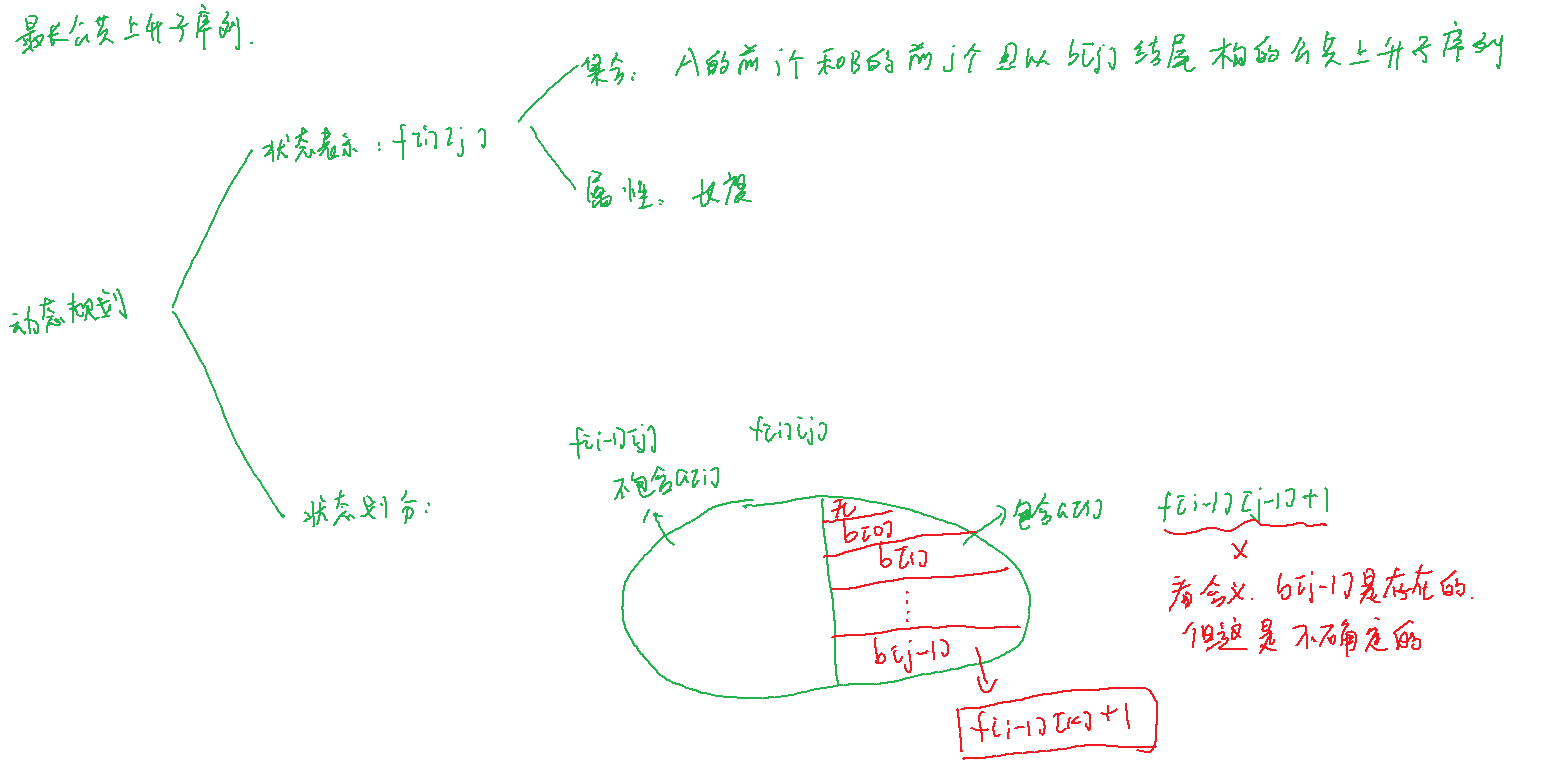 最长公共上升子序列.
集合: A的前i个和B的前j个且以b[j]结尾构的公共上升子序列
状态表示: f[i][j]
属性: 长度
动态规划
f[i-1][j]
f[i][j]
不包含a[i]
状态划分:
无
b[0]
b[1]
b[j-1]
包含a[i]
f[i-1][j-1]+1
×
看含义. b[j-1]是存在的.
但这是不确定的
f[i-1][k]+1